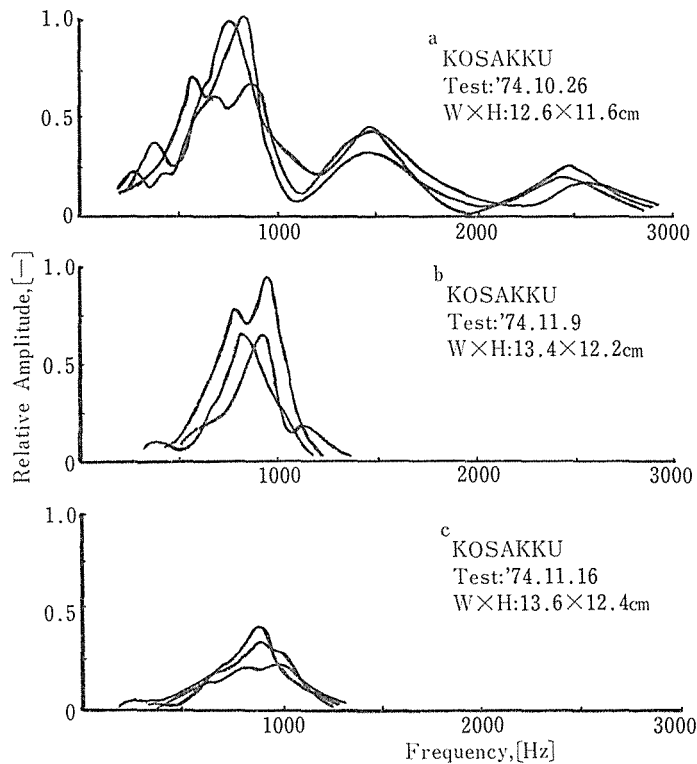 Relative Amplitude,[—]
1.0
0.5
0
1000
2000
3000
a
KOSAKKU
Test:'74.10.26
W×H:12.6×11.6cm
1.0
0.5
0
1000
2000
3000
b
KOSAKKU
Test:'74.11.9
W×H:13.4×12.2cm
1.0
0.5
0
1000
2000
3000
c
KOSAKKU
Test:'74.11.16
W×H:13.6×12.4cm
Frequency,[Hz]